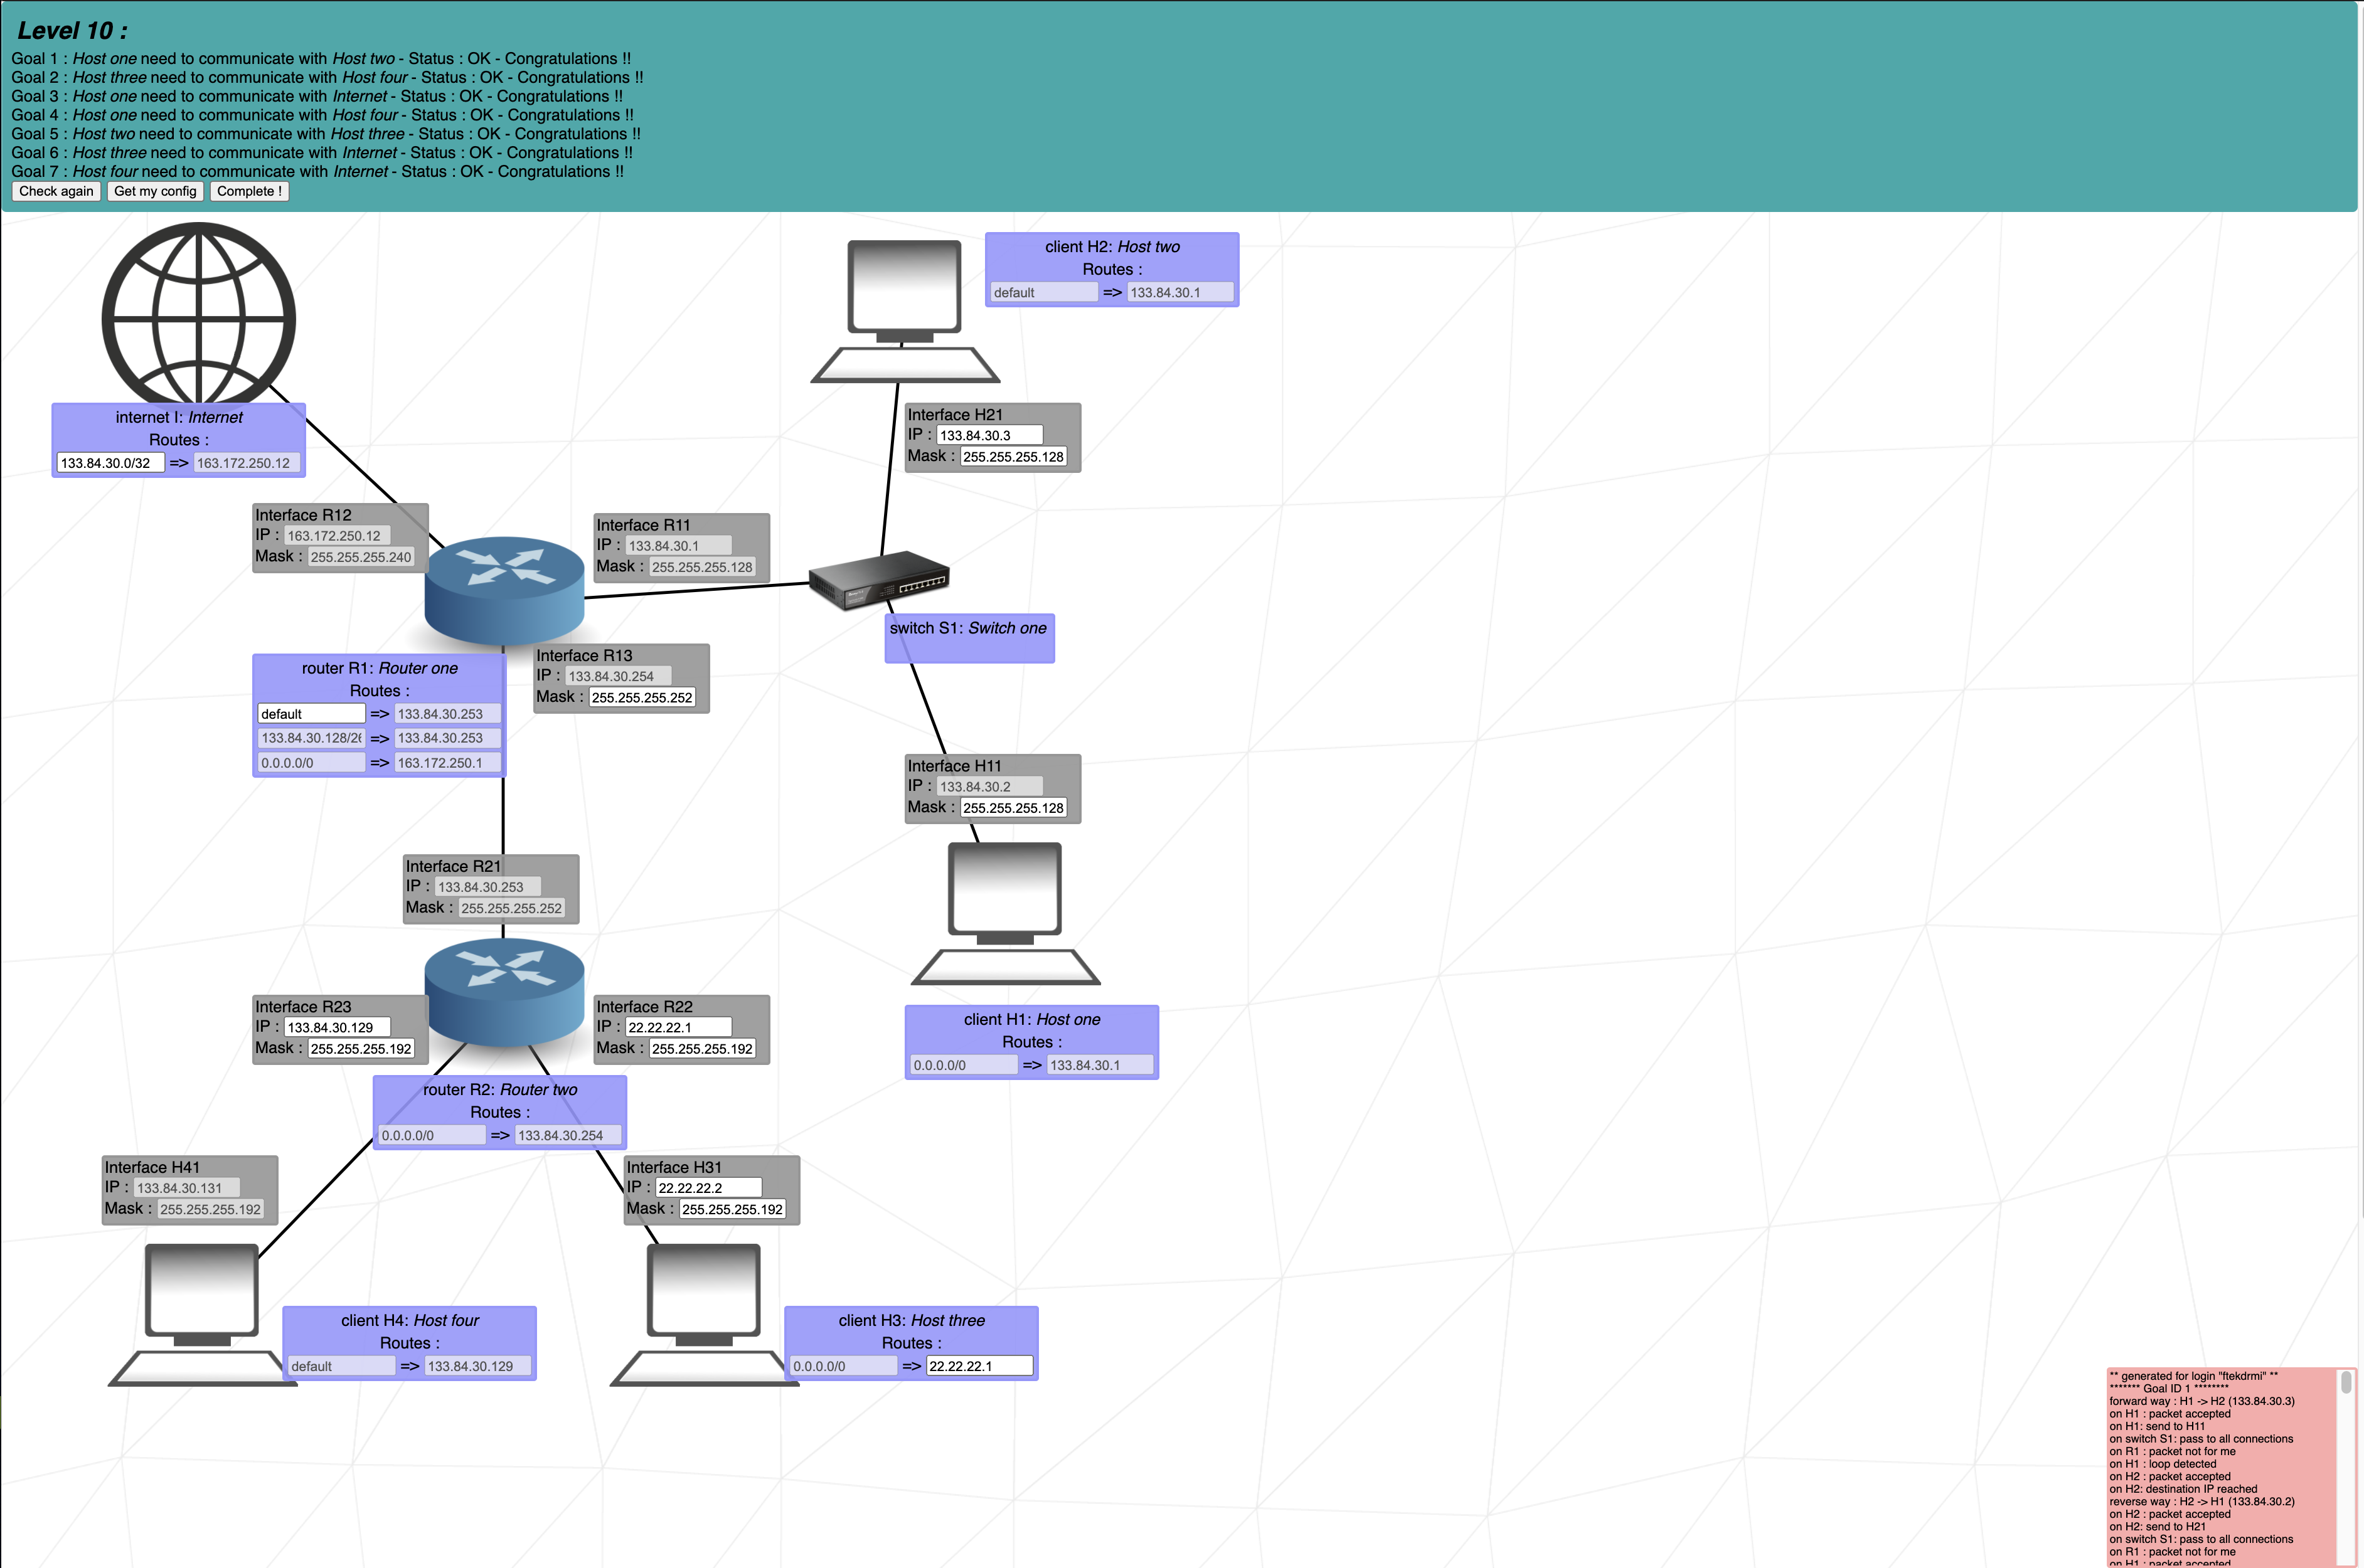 Level 10 :
Goal 1 : Host one need to communicate with Host two - Status : OK - Congratulations !!
Goal 2 : Host three need to communicate with Host four - Status : OK - Congratulations !!
Goal 3 : Host one need to communicate with Internet - Status : OK - Congratulations !!
Goal 4 : Host one need to communicate with Host four - Status : OK - Congratulations !!
Goal 5 : Host two need to communicate with Host three - Status : OK - Congratulations !!
Goal 6 : Host three need to communicate with Internet - Status : OK - Congratulations !!
Goal 7 : Host four need to communicate with Internet - Status : OK - Congratulations !!
Check again Get my config Complete !
client H2: Host two
Routes :
default => 133.84.30.1
internet I: Internet
Routes :
133.84.30.0/32 => 163.172.250.12
Interface H21
IP : 133.84.30.3
Mask : 255.255.255.128
Interface R12
IP : 163.172.250.12
Mask : 255.255.255.240
Interface R11
IP : 133.84.30.1
Mask : 255.255.255.128
switch S1: Switch one
Interface R13
IP : 133.84.30.254
Mask : 255.255.255.252
router R1: Router one
Routes :
default => 133.84.30.253
133.84.30.128/26 => 133.84.30.253
0.0.0.0/0 => 163.172.250.1
Interface H11
IP : 133.84.30.2
Mask : 255.255.255.128
Interface R21
IP : 133.84.30.253
Mask : 255.255.255.252
Interface R23
IP : 133.84.30.129
Mask : 255.255.255.192
Interface R22
IP : 22.22.22.1
Mask : 255.255.255.192
client H1: Host one
Routes :
0.0.0.0/0 => 133.84.30.1
router R2: Router two
Routes :
0.0.0.0/0 => 133.84.30.254
Interface H41
IP : 133.84.30.131
Mask : 255.255.255.192
Interface H31
IP : 22.22.22.2
Mask : 255.255.255.192
client H4: Host four
Routes :
default => 133.84.30.129
client H3: Host three
Routes :
0.0.0.0/0 => 22.22.22.1
** generated for login "ftekdrmi" **
******* Goal ID 1 ********
forward way : H1 -> H2 (133.84.30.3)
on H1 : packet accepted
on H1: send to H11
on switch S1: pass to all connections
on R1 : packet not for me
on H1 : loop detected
on H2 : packet accepted
on H2: destination IP reached
reverse way : H2 -> H1 (133.84.30.2)
on H2 : packet accepted
on H2: send to H21
on switch S1: pass to all connections
on R1 : packet not for me
on H1 : packet accepted